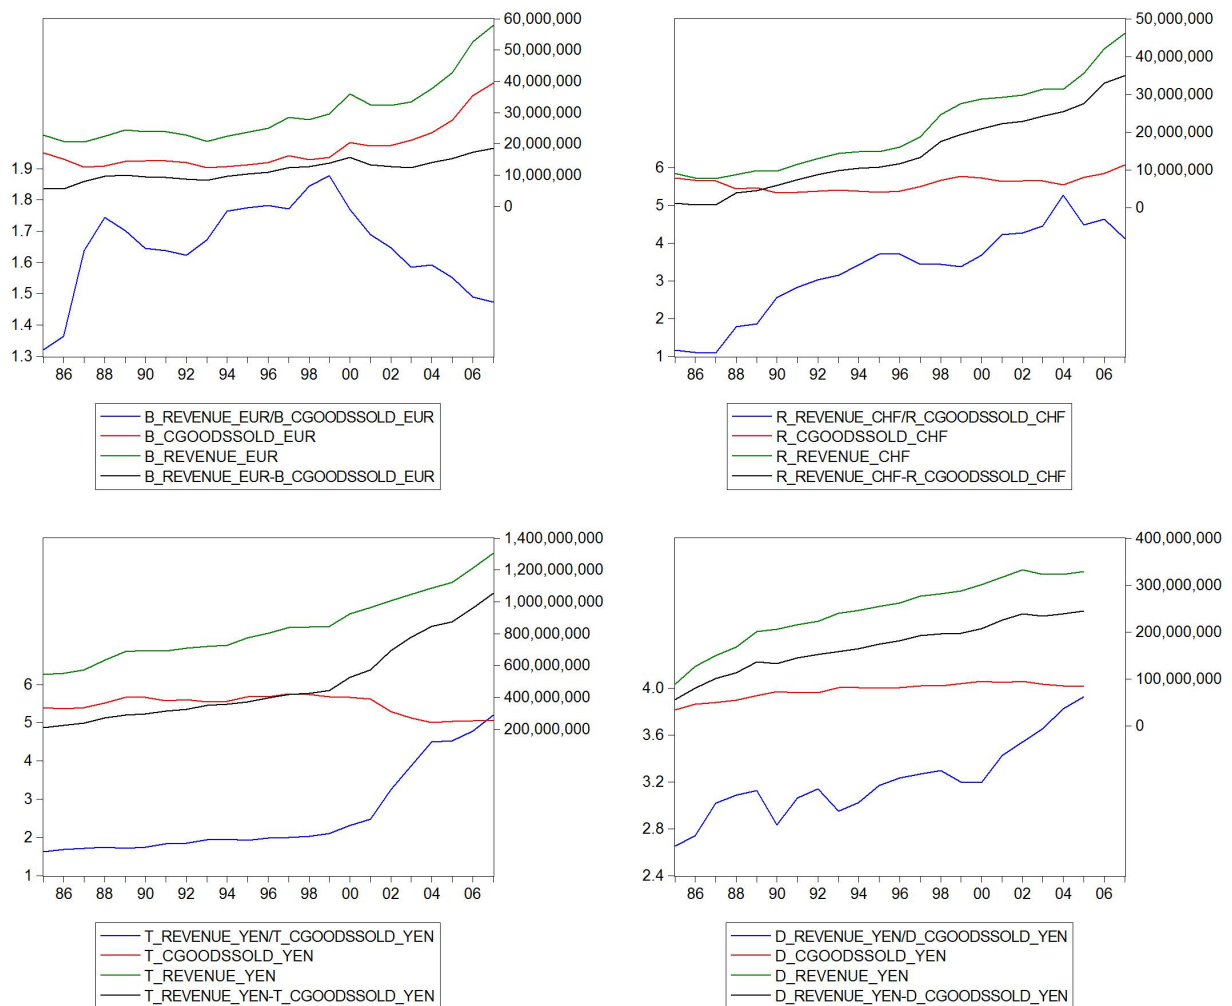 60,000,000
50,000,000
40,000,000
30,000,000
20,000,000
10,000,000
0
1.9
1.8
1.7
1.6
1.5
1.4
1.3
86 88 90 92 94 96 98 00 02 04 06
B_REVENUE_EUR/B_CGOODSSOLD_EUR
B_CGOODSSOLD_EUR
B_REVENUE_EUR
B_REVENUE_EUR-B_CGOODSSOLD_EUR
50,000,000
40,000,000
30,000,000
20,000,000
10,000,000
0
6
5
4
3
2
1
86 88 90 92 94 96 98 00 02 04 06
R_REVENUE_CHF/R_CGOODSSOLD_CHF
R_CGOODSSOLD_CHF
R_REVENUE_CHF
R_REVENUE_CHF-R_CGOODSSOLD_CHF
1,400,000,000
1,200,000,000
1,000,000,000
800,000,000
600,000,000
400,000,000
200,000,000
6
5
4
3
2
1
86 88 90 92 94 96 98 00 02 04 06
T_REVENUE_YEN/T_CGOODSSOLD_YEN
T_CGOODSSOLD_YEN
T_REVENUE_YEN
T_REVENUE_YEN-T_CGOODSSOLD_YEN
400,000,000
300,000,000
200,000,000
100,000,000
0
4.0
3.6
3.2
2.8
2.4
86 88 90 92 94 96 98 00 02 04 06
D_REVENUE_YEN/D_CGOODSSOLD_YEN
D_CGOODSSOLD_YEN
D_REVENUE_YEN
D_REVENUE_YEN-D_CGOODSSOLD_YEN